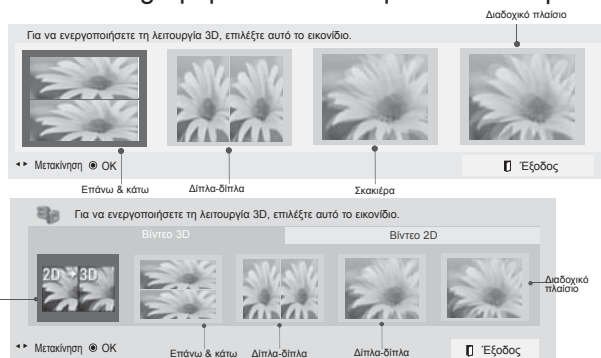 Διαδοχικό πλαίσιο
Για να ενεργοποιήσετε τη λειτουργία 3D, επιλέξτε αυτό το εικονίδιο.
Μετακίνηση ◉ OK
Έξοδος
Επάνω & κάτω
Δίπλα-δίπλα
Σκακιέρα
Για να ενεργοποιήσετε τη λειτουργία 3D, επιλέξτε αυτό το εικονίδιο.
Βίντεο 3D
Βίντεο 2D
2D 3D
Διαδοχικό
πλαίσιο
Μετακίνηση ◉ OK
Επάνω & κάτω
Δίπλα-δίπλα
Δίπλα-δίπλα
Έξοδος